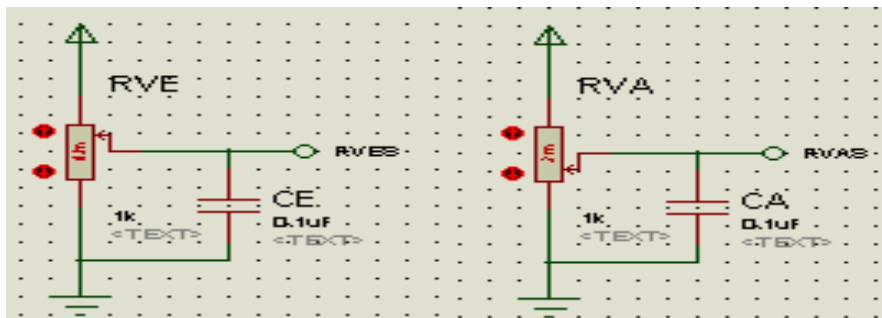 RVE
RVES
CE
1k
0.1uF
<TEXT>
<TEXT>
RVA
RVAS
CA
1k
0.1uF
<TEXT>
<TEXT>